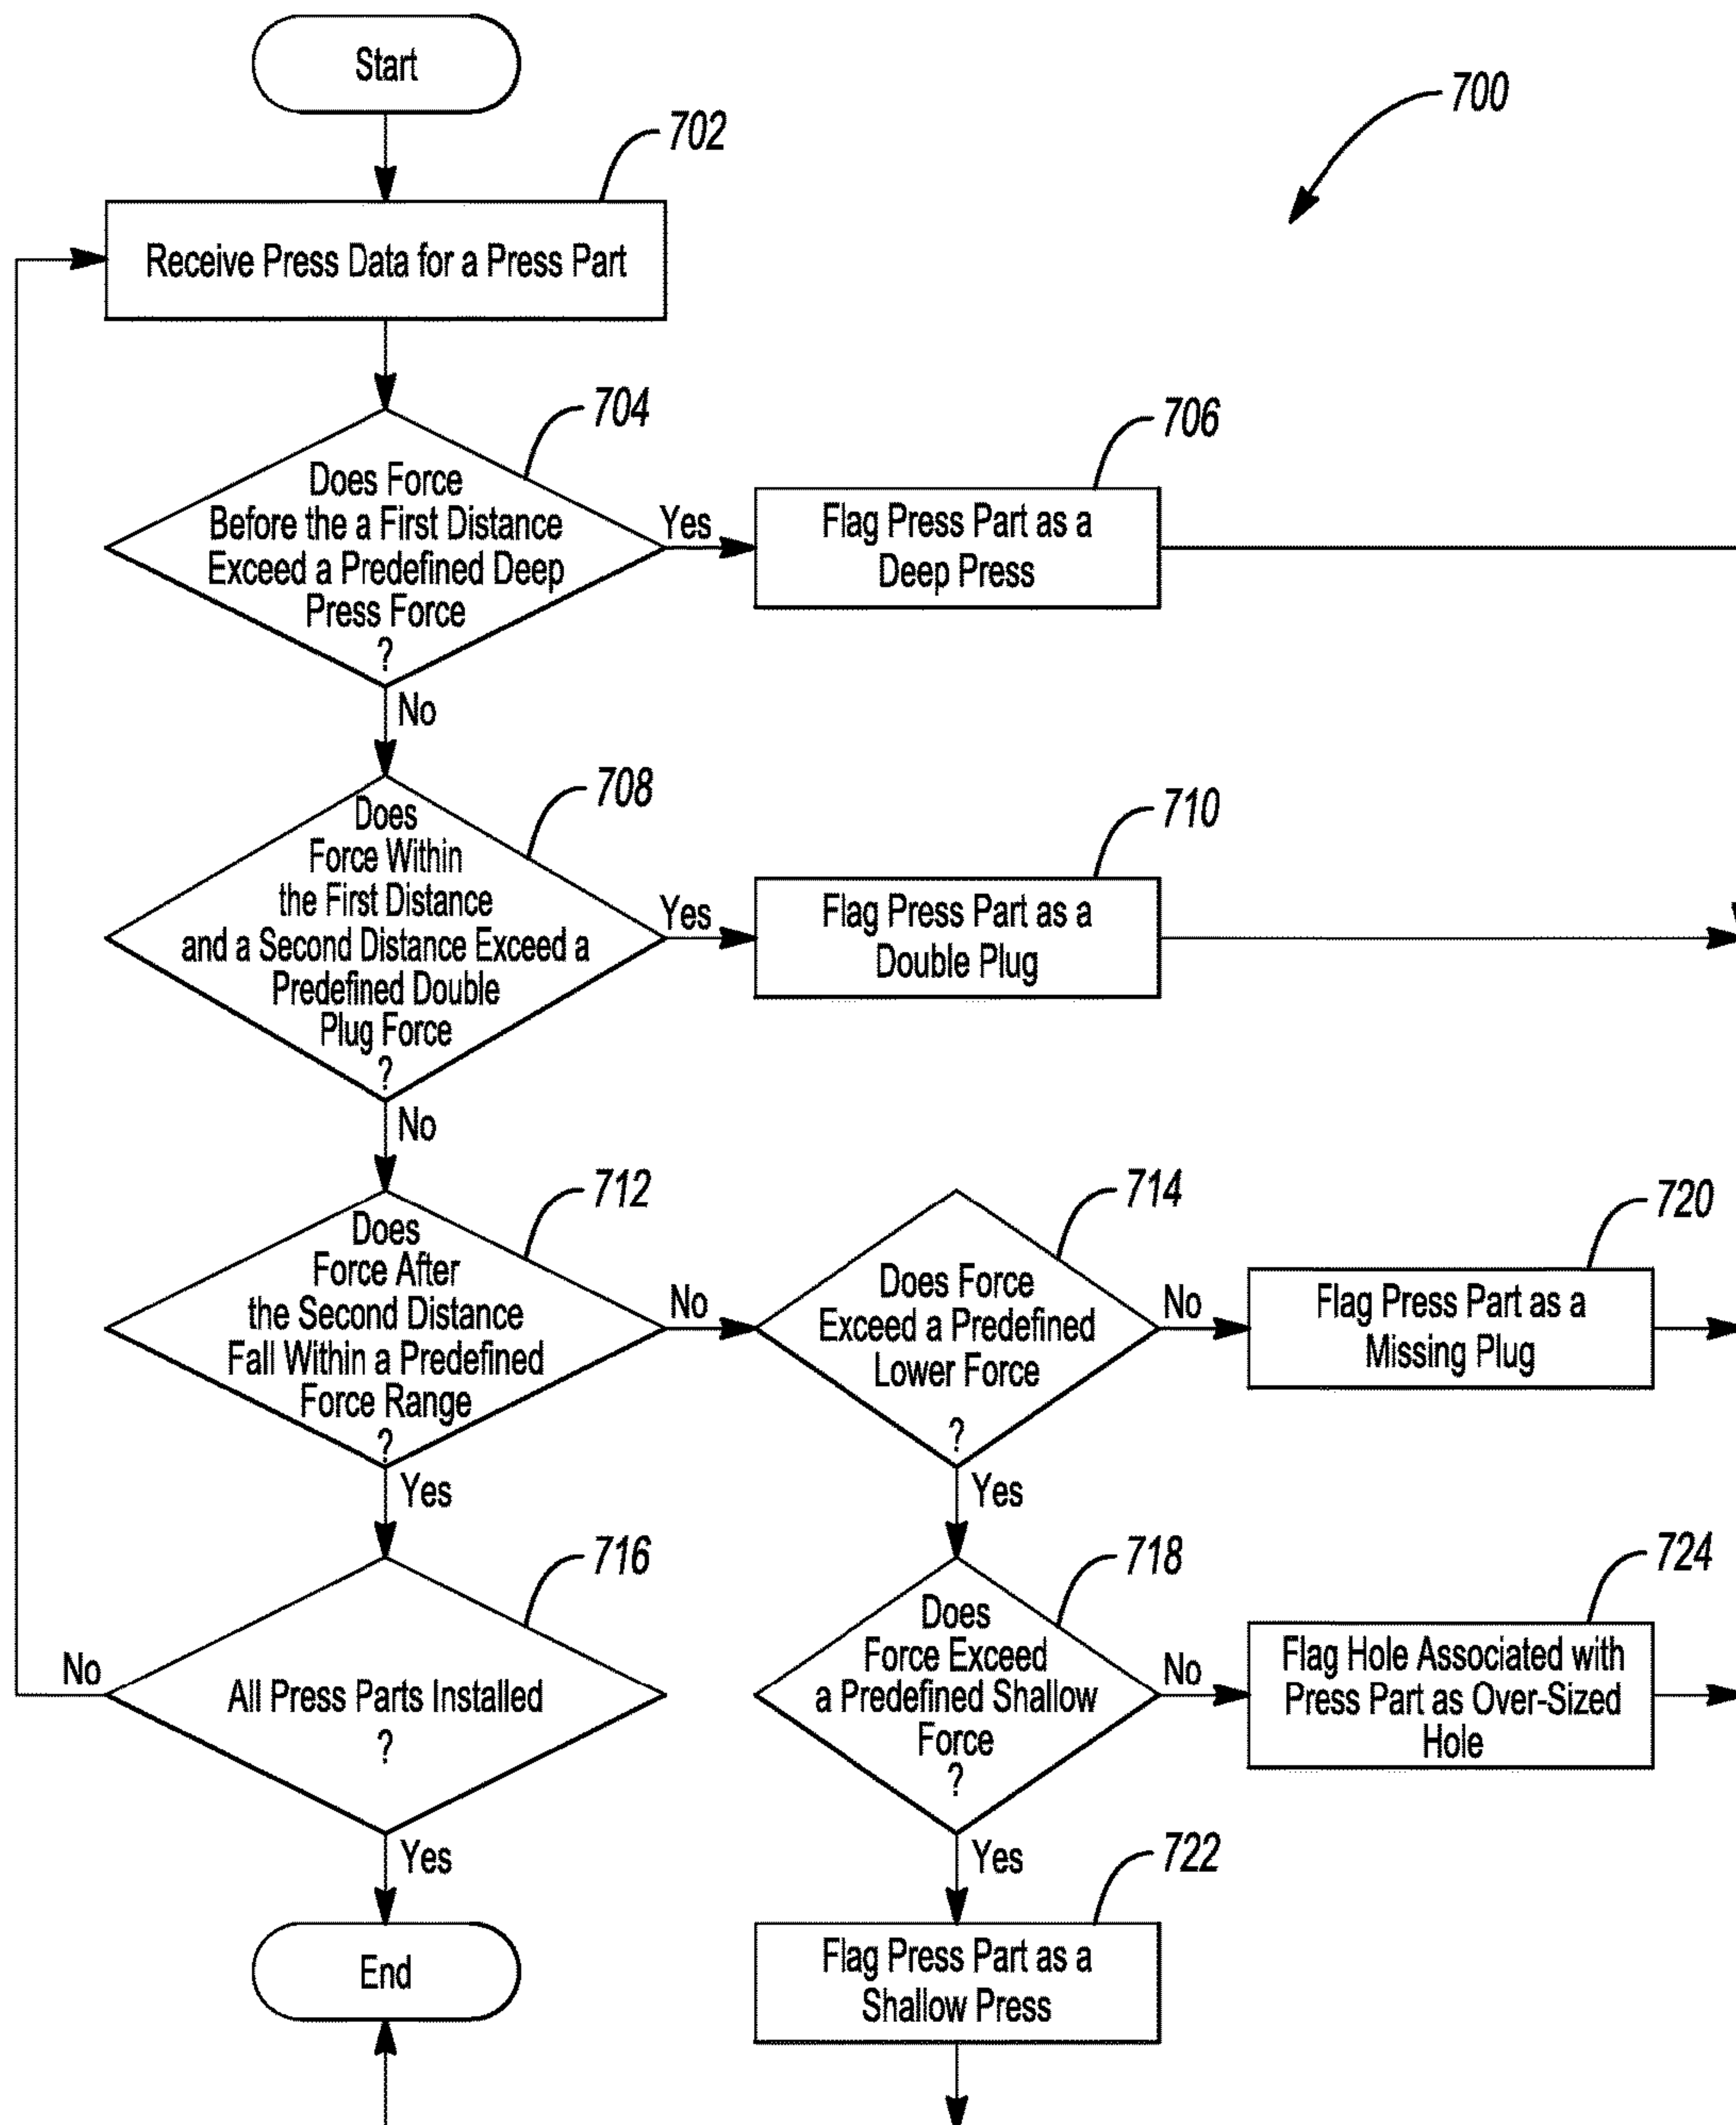 Start
700
702
Receive Press Data for a Press Part
704
Does Force
Before the a First Distance
Exceed a Predefined Deep
Press Force
?
Yes
No
706
Flag Press Part as a
Deep Press
708
Does
Force Within
the First Distance
and a Second Distance Exceed a
Predefined Double
Plug Force
?
Yes
No
710
Flag Press Part as a
Double Plug
712
Does
Force After
the Second Distance
Fall Within a Predefined
Force Range
?
No
Yes
714
Does Force
Exceed a Predefined
Lower Force
?
No
Yes
720
Flag Press Part as a
Missing Plug
716
All Press Parts Installed
?
No
Yes
718
Does
Force Exceed
a Predefined Shallow
Force
?
No
Yes
724
Flag Hole Associated with
Press Part as Over-Sized
Hole
End
722
Flag Press Part as a
Shallow Press